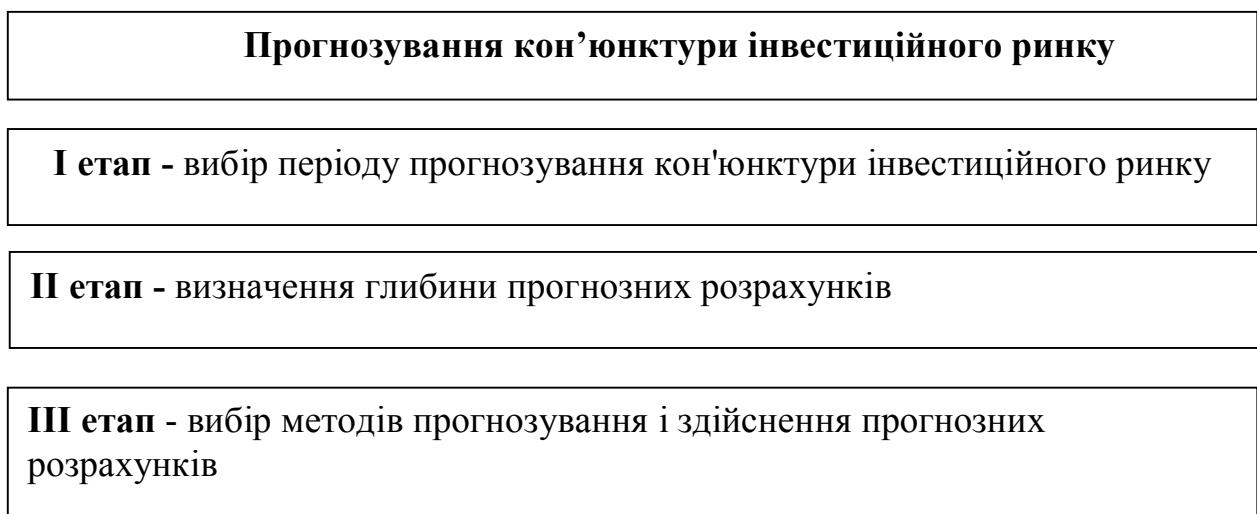 Прогнозування кон’юнктури інвестиційного ринку
І етап - вибір періоду прогнозування кон'юнктури інвестиційного ринку
ІІ етап - визначення глибини прогнозних розрахунків
ІІІ етап - вибір методів прогнозування і здійснення прогнозних
розрахунків